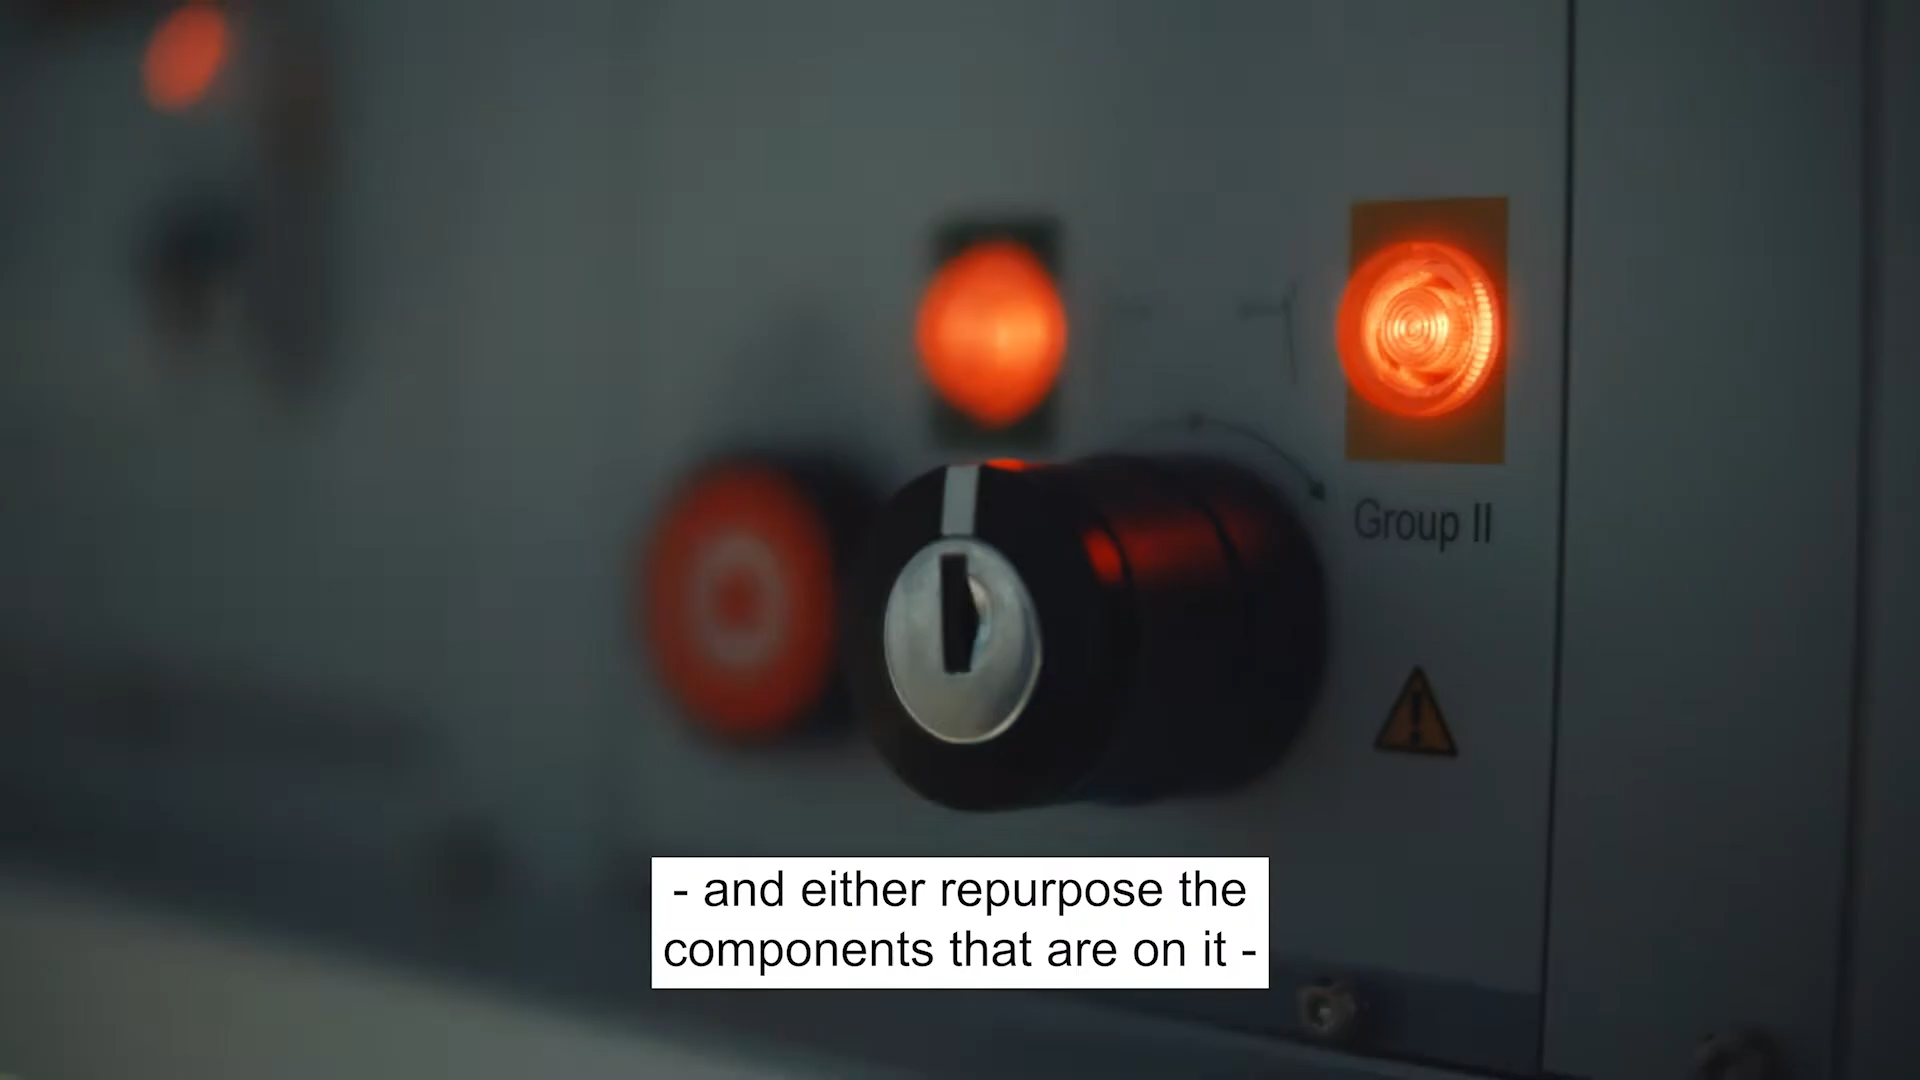 Group II
- and either repurpose the
components that are on it -